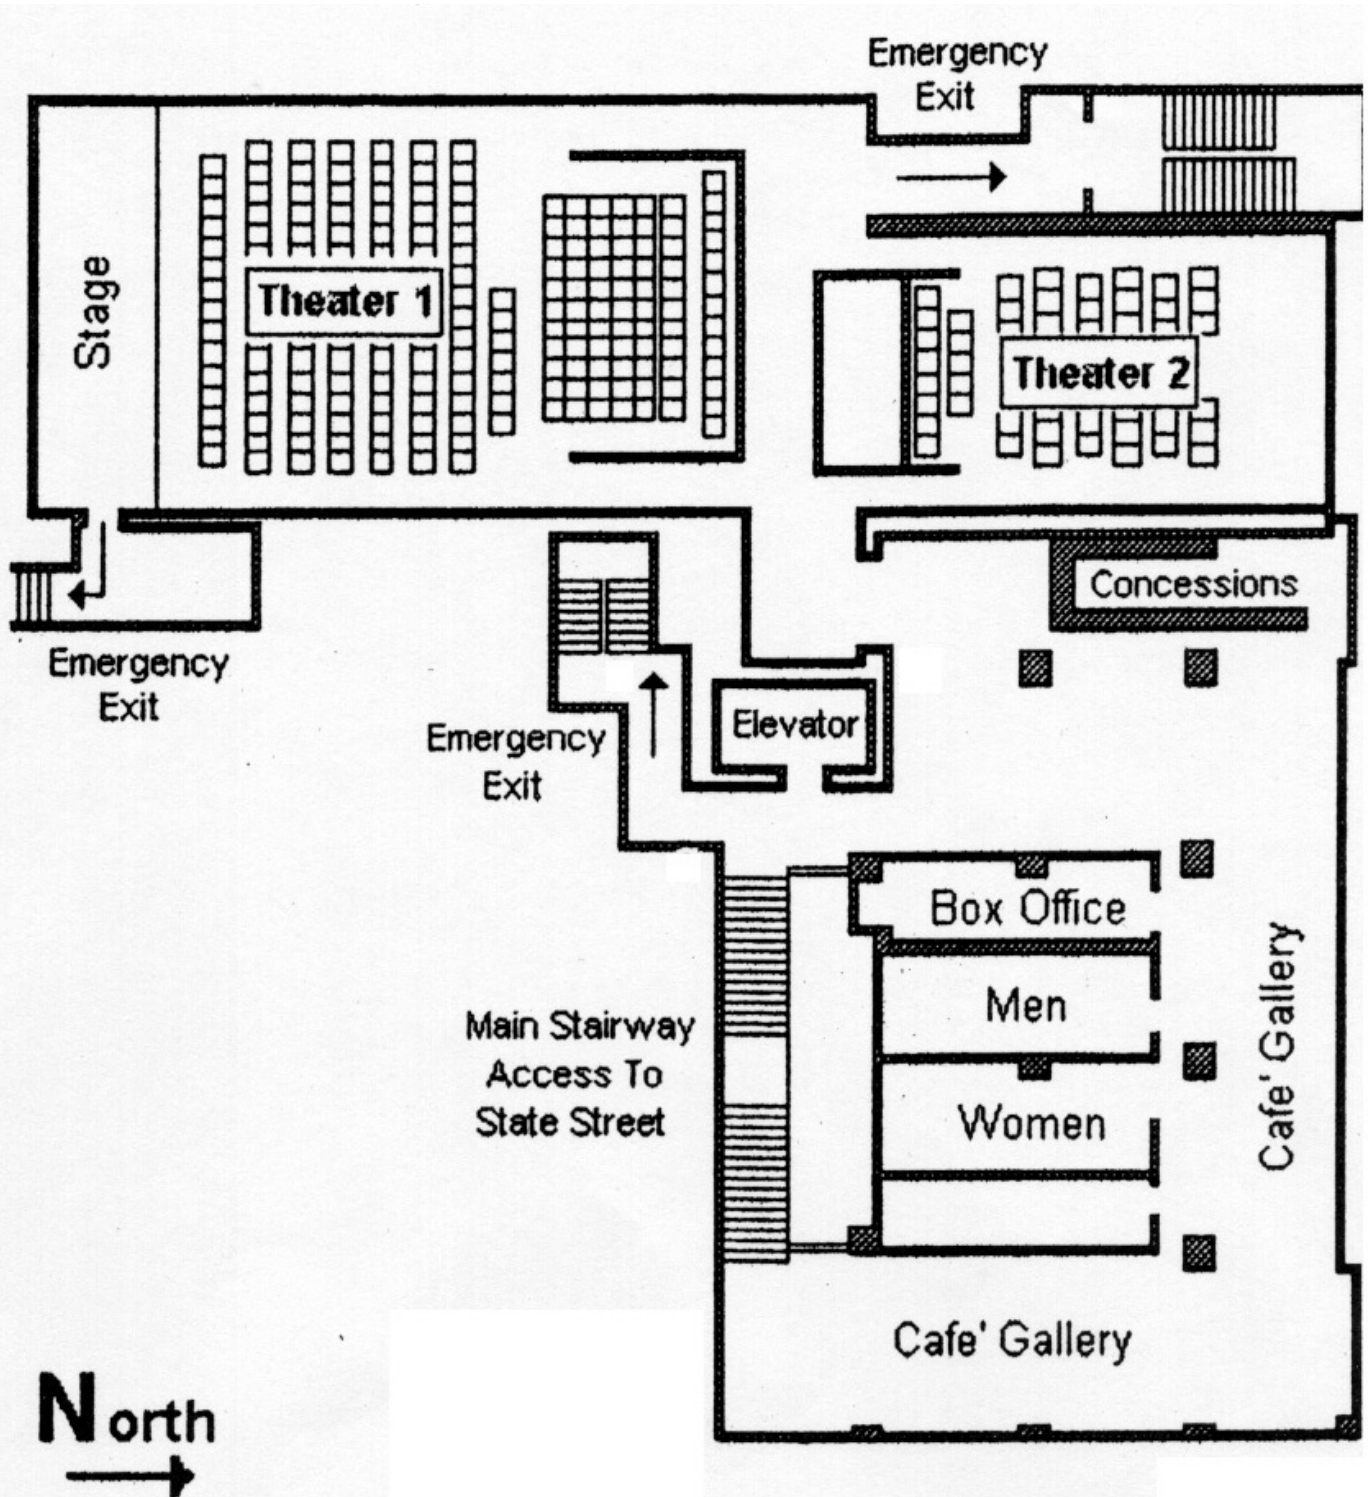 Emergency
Exit
Stage
Theater 1
Theater 2
Concessions
Emergency
Exit
Elevator
Emergency
Exit
Box Office
Men
Main Stairway
Access To
State Street
Women
Cafe' Gallery
Cafe' Gallery
North